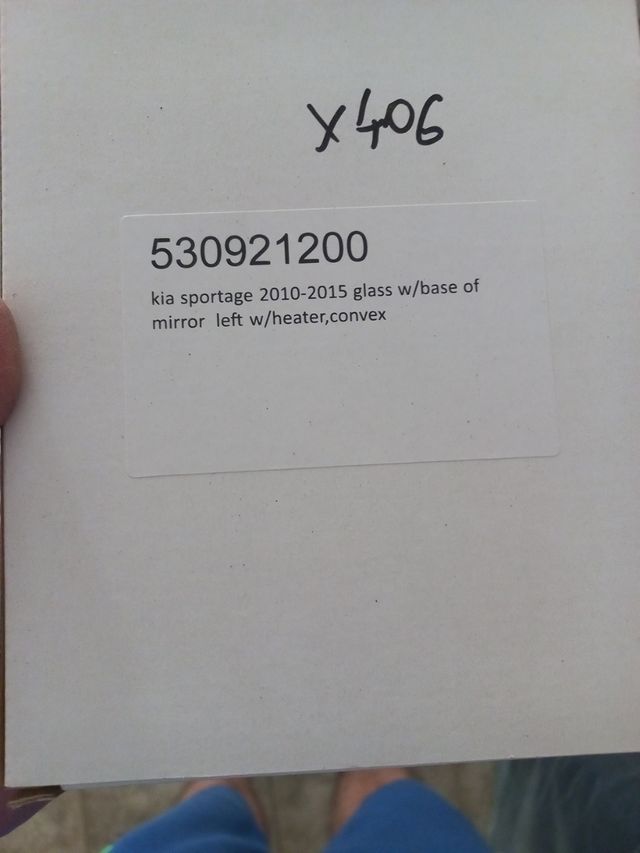 X406
530921200
kia sportage 2010-2015 glass w/base of
mirror left w/heater,convex